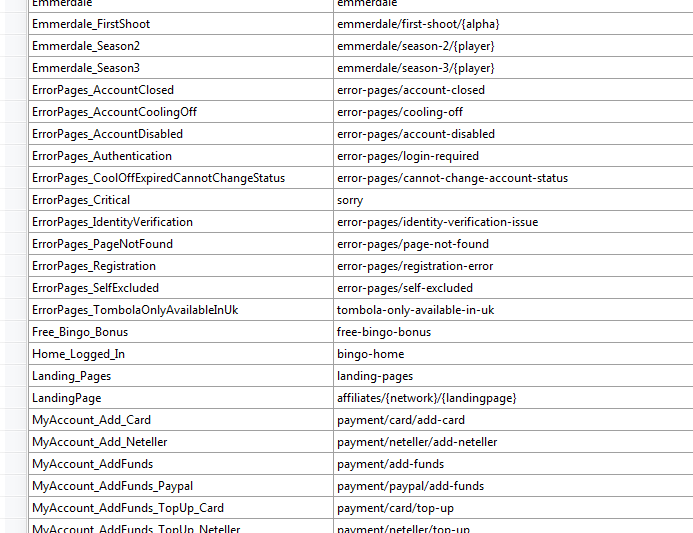 Emmerdale emmerdale
Emmerdale_FirstShoot emmerdale/first-shoot/{alpha}
Emmerdale_Season2 emmerdale/season-2/{player}
Emmerdale_Season3 emmerdale/season-3/{player}
ErrorPages_AccountClosed error-pages/account-closed
ErrorPages_AccountCoolingOff error-pages/cooling-off
ErrorPages_AccountDisabled error-pages/account-disabled
ErrorPages_Authentication error-pages/login-required
ErrorPages_CoolOffExpiredCannotChangeStatus error-pages/cannot-change-account-status
ErrorPages_Critical sorry
ErrorPages_IdentityVerification error-pages/identity-verification-issue
ErrorPages_PageNotFound error-pages/page-not-found
ErrorPages_Registration error-pages/registration-error
ErrorPages_SelfExcluded error-pages/self-excluded
ErrorPages_TombolaOnlyAvailableInUk tombola-only-available-in-uk
Free_Bingo_Bonus free-bingo-bonus
Home_Logged_In bingo-home
Landing_Pages landing-pages
LandingPage affiliates/{network}/{landingpage}
MyAccount_Add_Card payment/card/add-card
MyAccount_Add_Neteller payment/neteller/add-neteller
MyAccount_AddFunds payment/add-funds
MyAccount_AddFunds_Paypal payment/paypal/add-funds
MyAccount_AddFunds_TopUp_Card payment/card/top-up
MyAccount_AddFunds_TopUp_Neteller payment/neteller/top-up